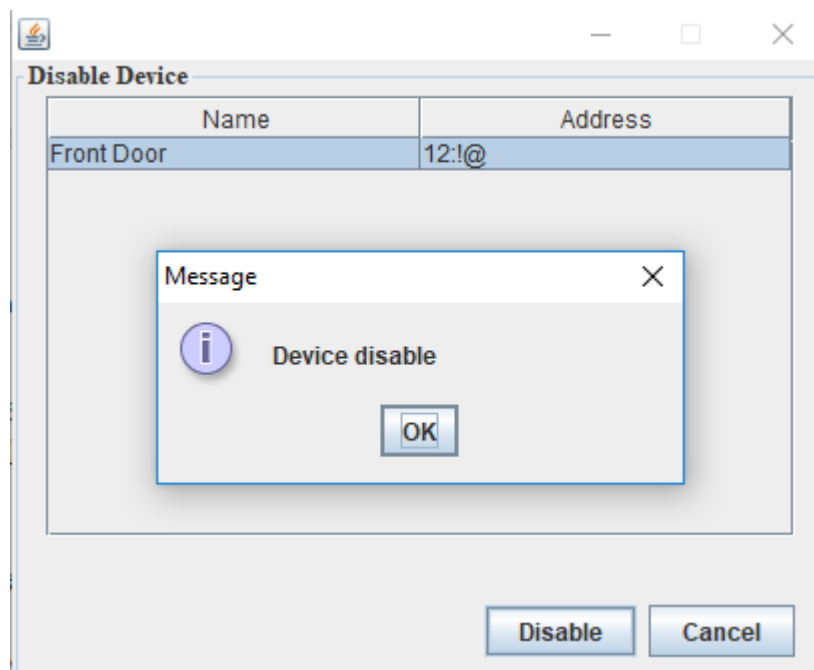 Disable Device
Name Address
Front Door 12:!@
Message
Device disable
OK
Disable Cancel